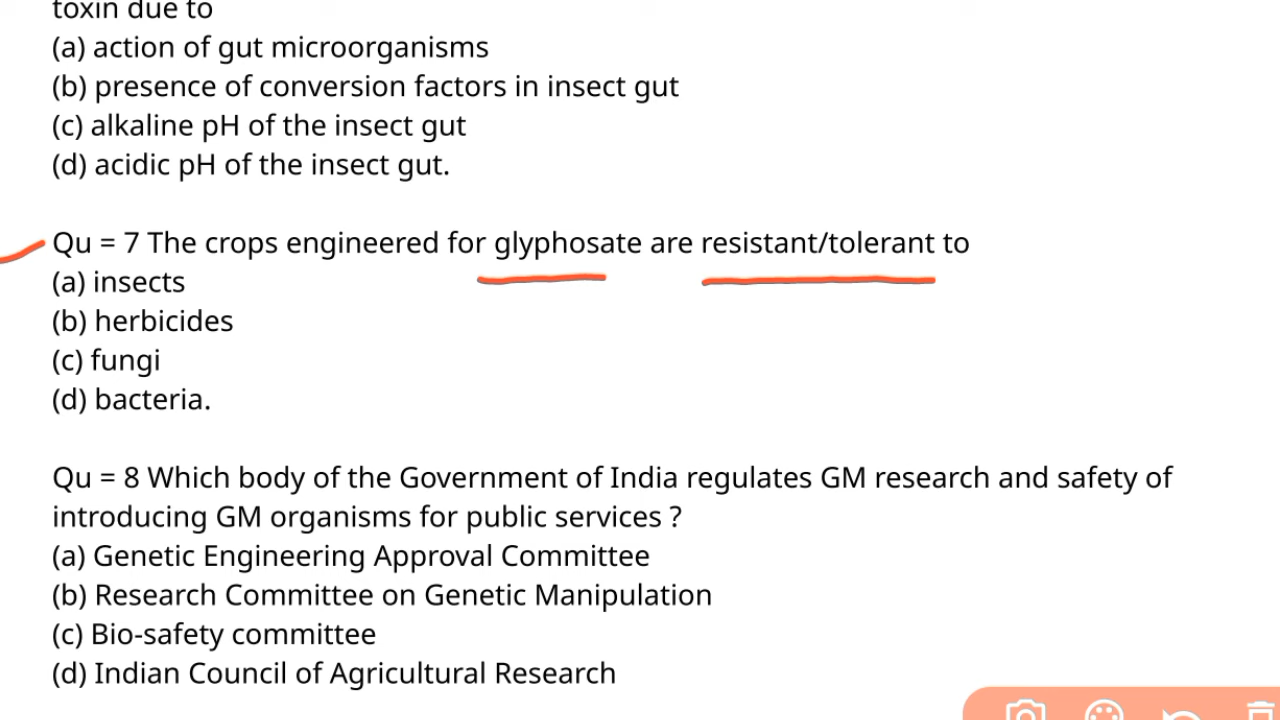 toxin due to
(a) action of gut microorganisms
(b) presence of conversion factors in insect gut
(c) alkaline pH of the insect gut
(d) acidic pH of the insect gut.
Qu = 7 The crops engineered for glyphosate are resistant/tolerant to
(a) insects
(b) herbicides
(c) fungi
(d) bacteria.
Qu = 8 Which body of the Government of India regulates GM research and safety of
introducing GM organisms for public services ?
(a) Genetic Engineering Approval Committee
(b) Research Committee on Genetic Manipulation
(c) Bio-safety committee
(d) Indian Council of Agricultural Research